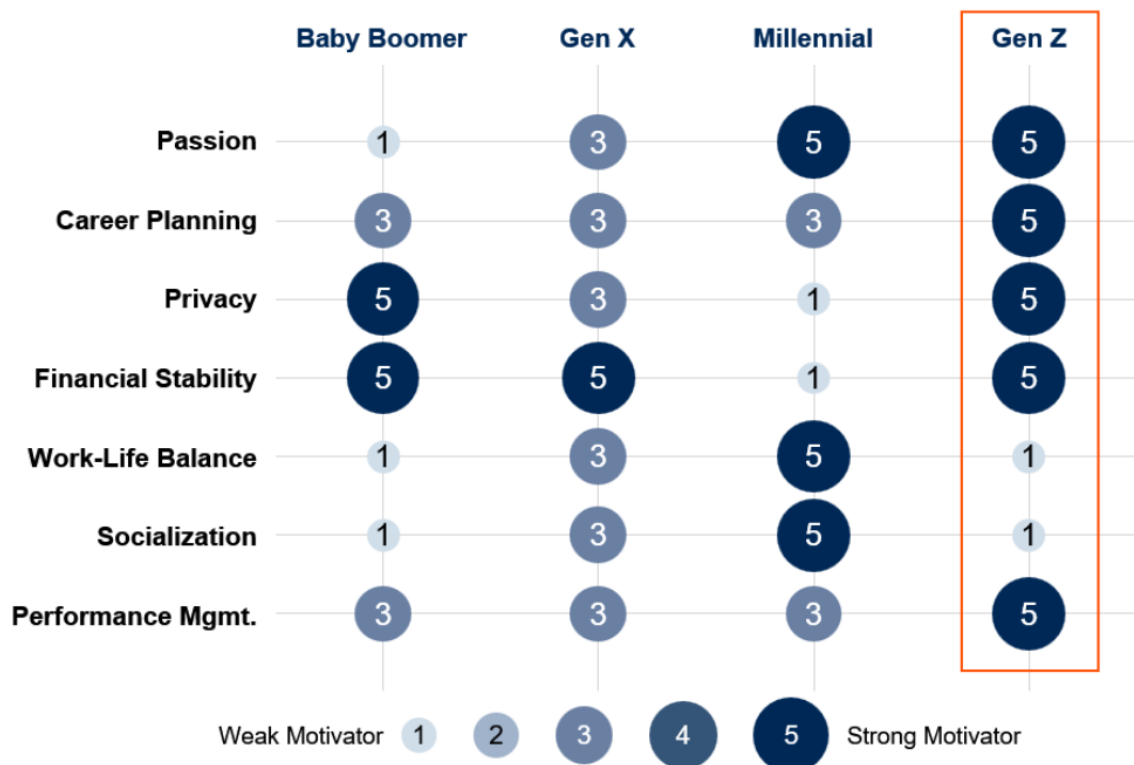 Baby Boomer Gen X Millennial Gen Z
Passion 1 3 5 5
Career Planning 3 3 3 5
Privacy 5 3 1 5
Financial Stability 5 5 1 5
Work-Life Balance 1 3 5 1
Socialization 1 3 5 1
Performance Mgmt. 3 3 3 5
Weak Motivator 1 2 3 4 5 Strong Motivator